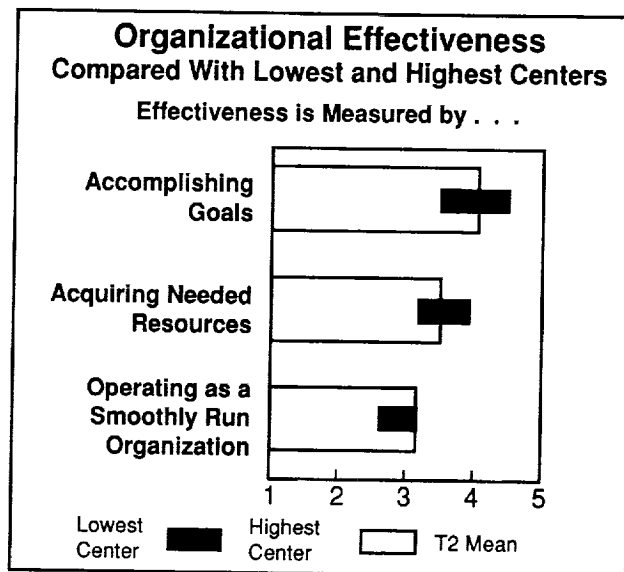 Organizational Effectiveness
Compared With Lowest and Highest Centers
Effectiveness is Measured by . . .
Accomplishing
Goals
Acquiring Needed
Resources
Operating as a
Smoothly Run
Organization
1 2 3 4 5
Lowest
Center
Highest
Center
T2 Mean